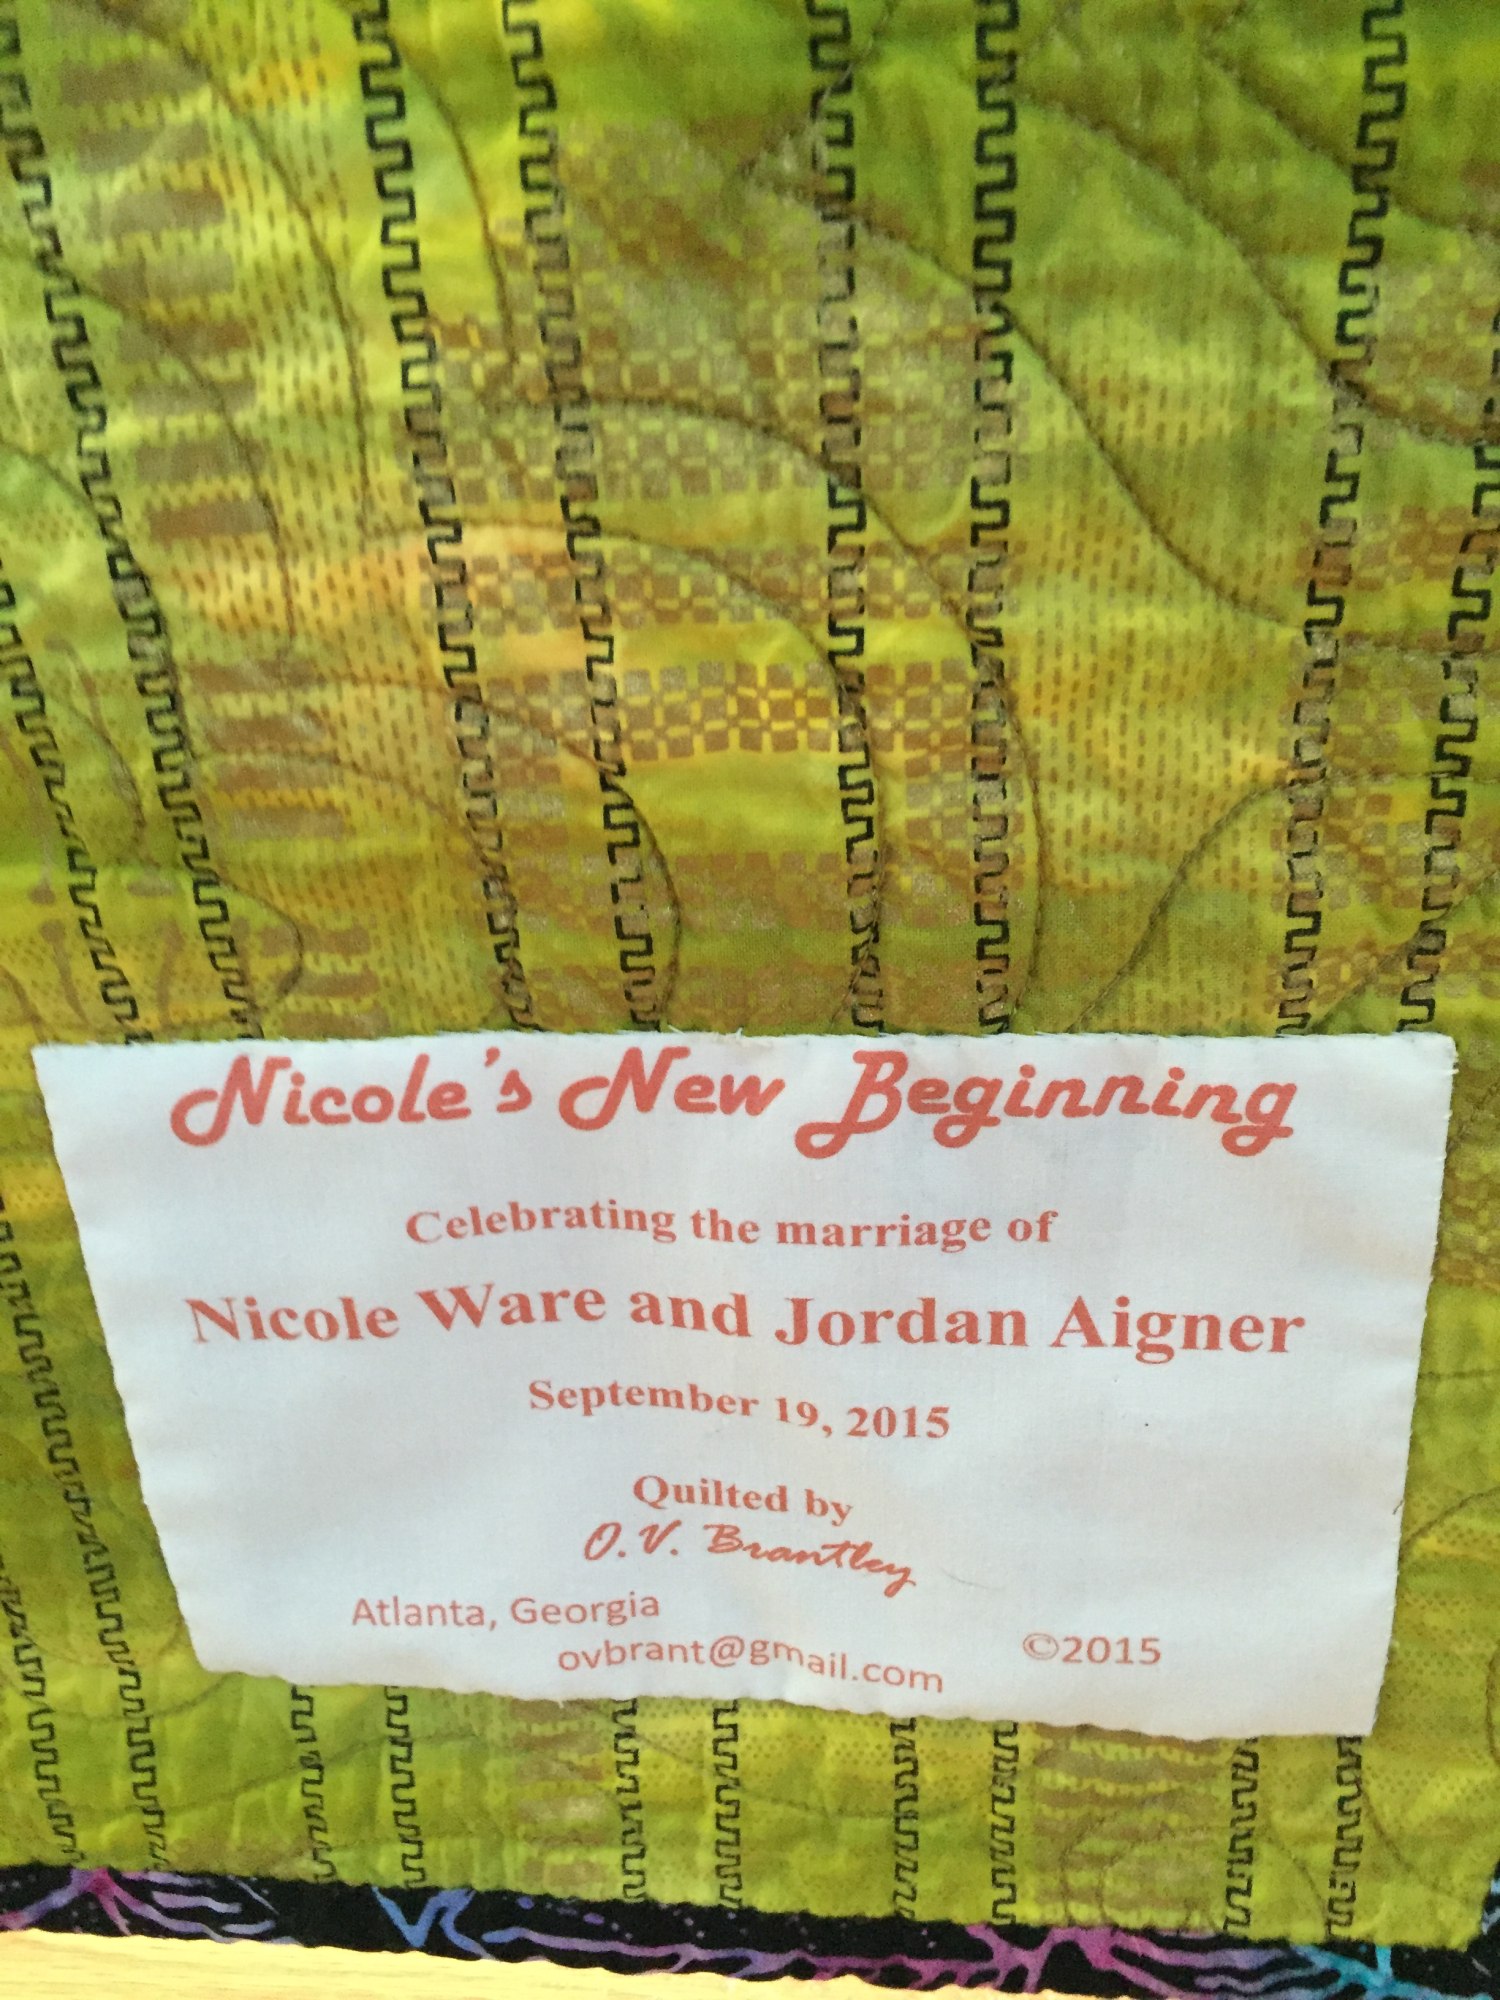 Nicole's New Beginning
Celebrating the marriage of
Nicole Ware and Jordan Aigner
September 19, 2015
Quilted by
O.V. Brantley
Atlanta, Georgia
ovbrant@gmail.com ©2015